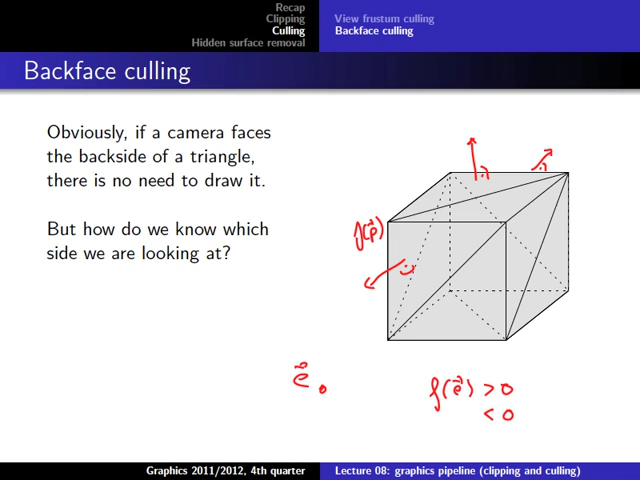 Recap
Clipping
Culling
Hidden surface removal
View frustum culling
Backface culling
Backface culling
Obviously, if a camera faces
the backside of a triangle,
there is no need to draw it.
But how do we know which
side we are looking at?
f(p⃗)
e⃗
f(e⃗) > 0
< 0
Graphics 2011/2012, 4th quarter
Lecture 08: graphics pipeline (clipping and culling)